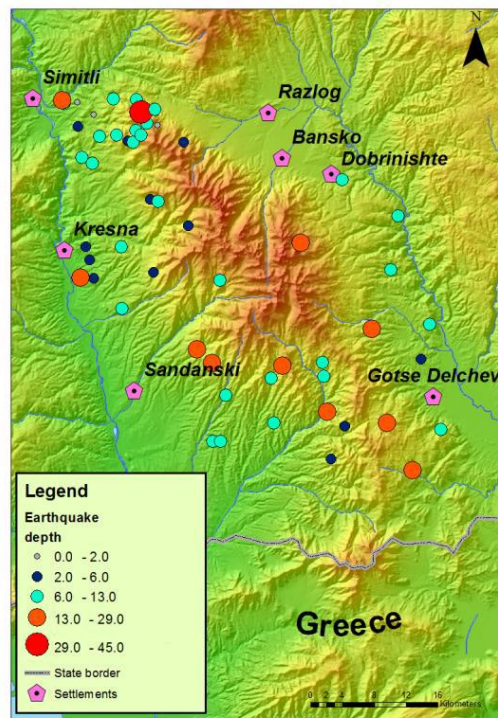 N
Simitli
Razlog
Bansko
Dobrinishte
Kresna
Sandanski
Gotse Delchev
Legend
Earthquake
depth
0.0 - 2.0
2.0 - 6.0
6.0 - 13.0
13.0 - 29.0
29.0 - 45.0
State border
Settlements
Greece
0 2 4 8 12 16
Kilometers